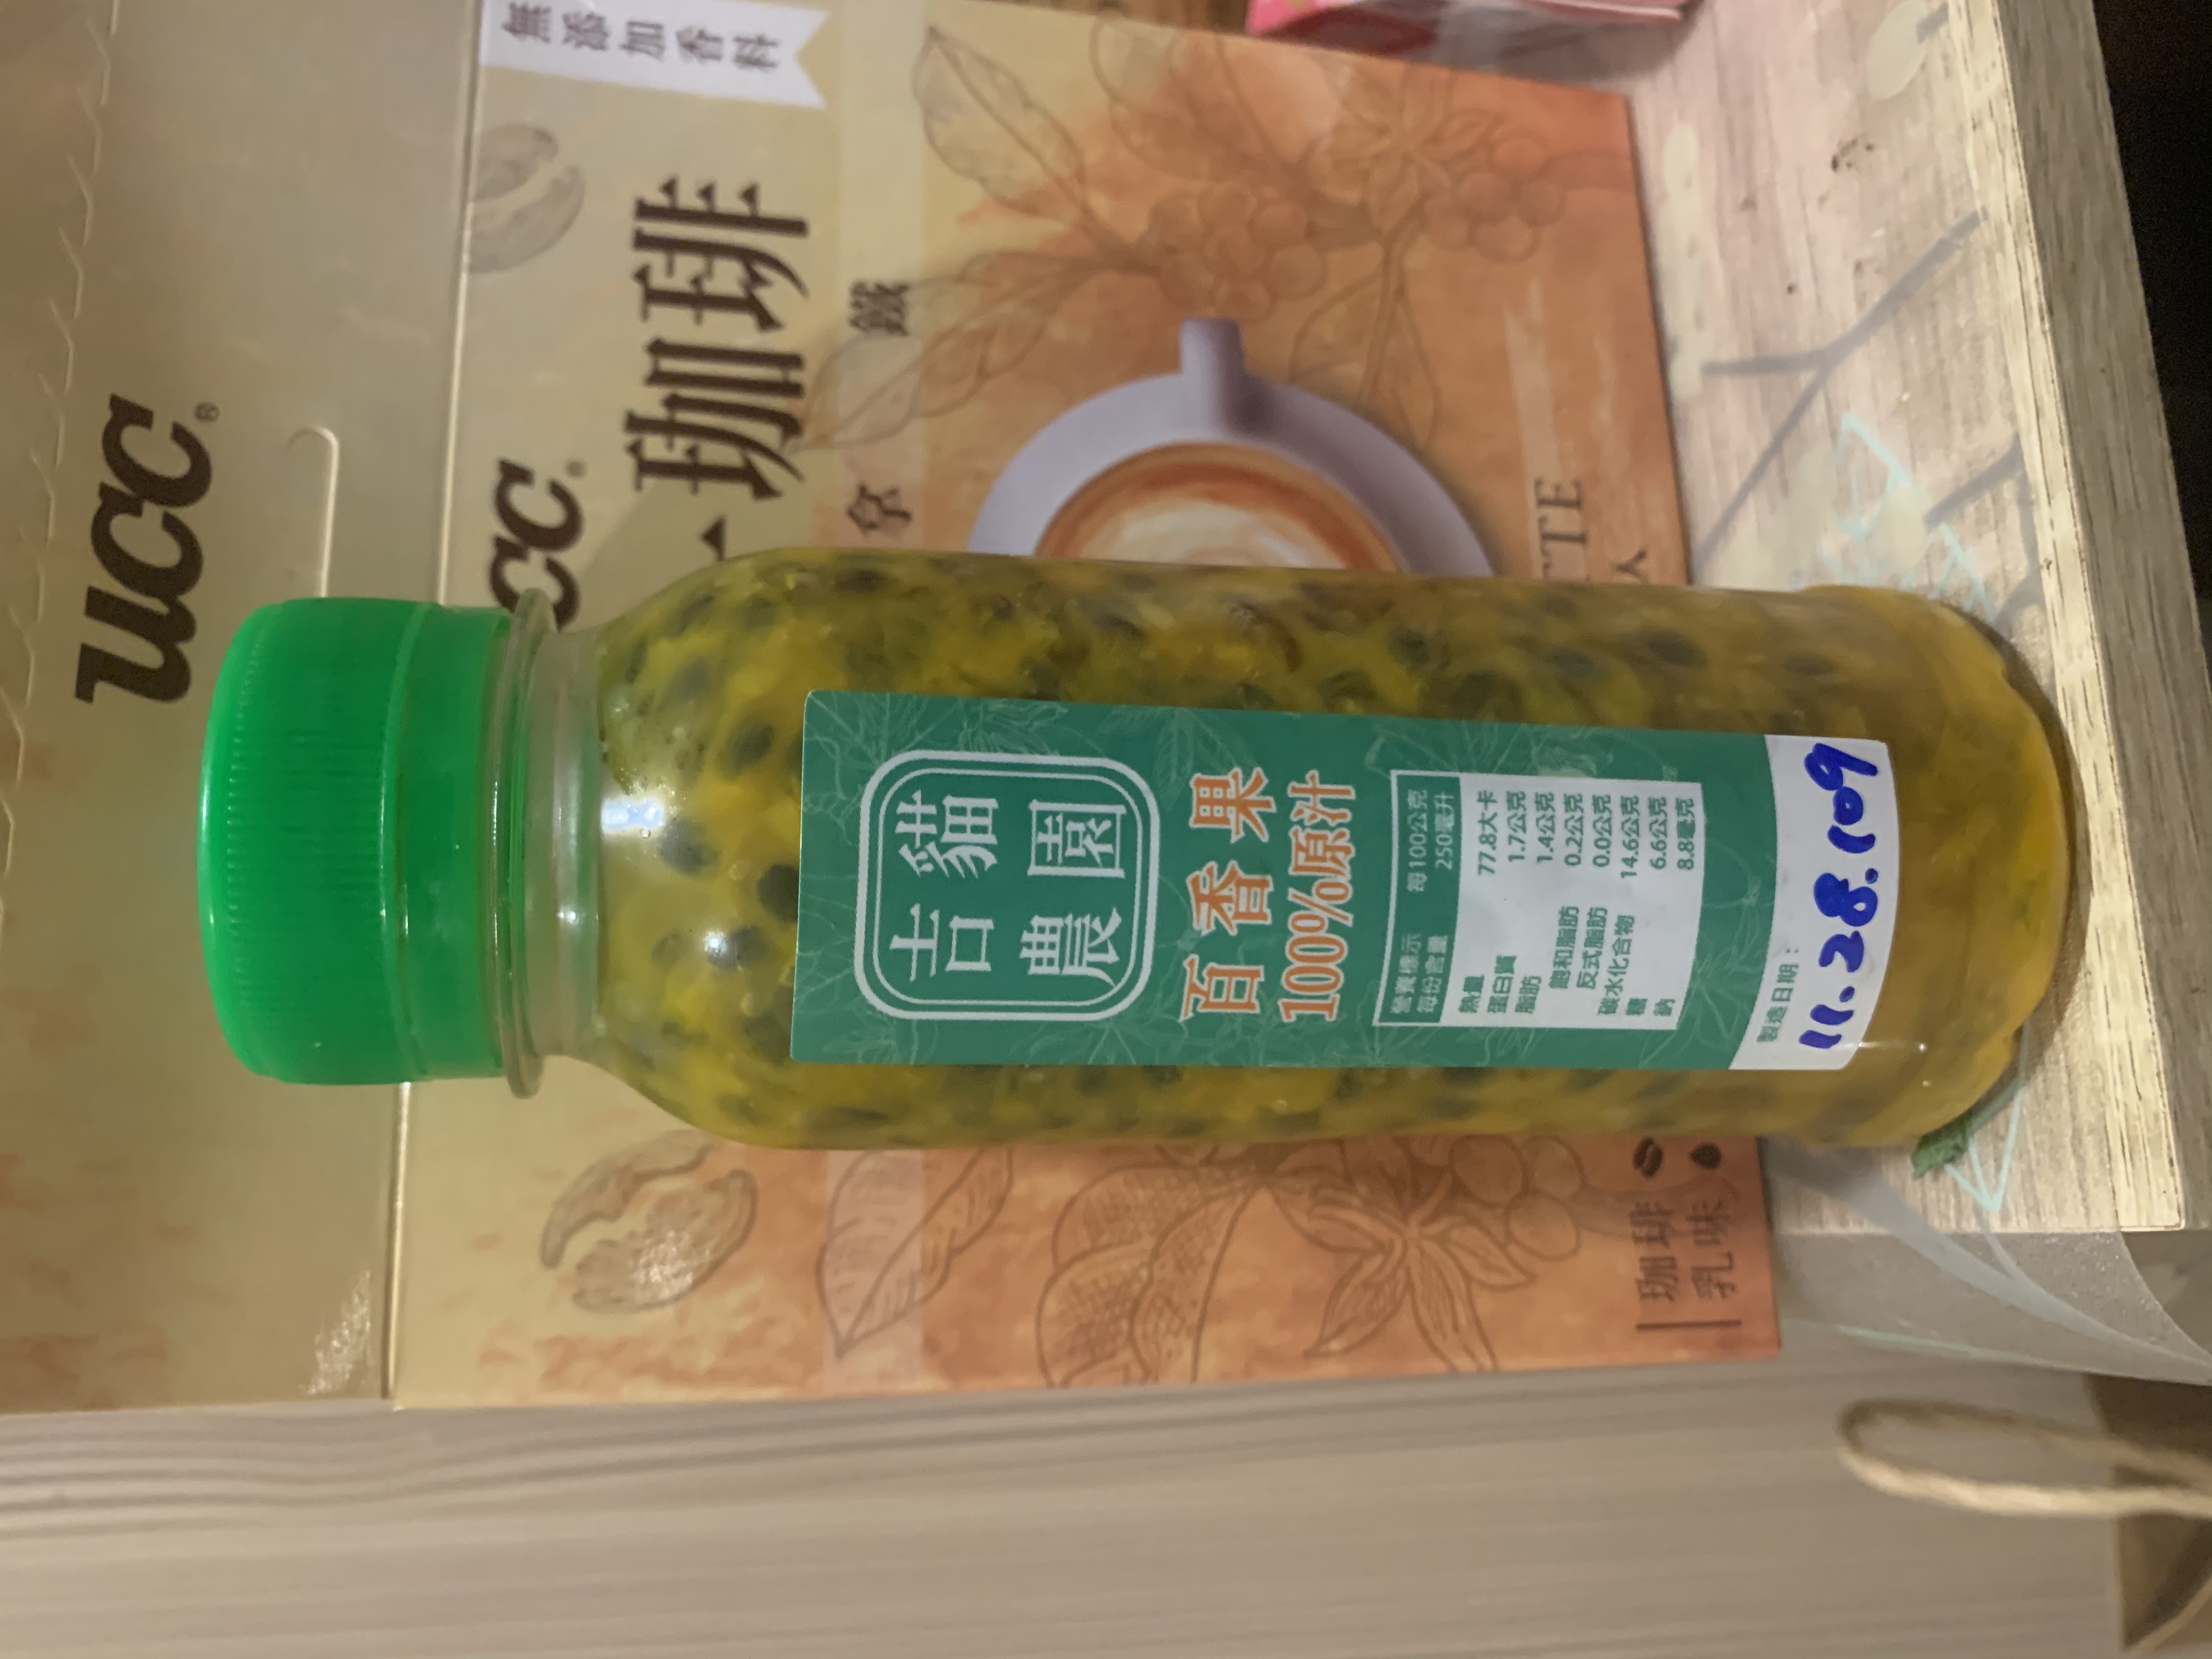 無添加香料
ucc®
珈琲
拿
鐵
TTE
人
珈琲
乳味
吉貓
農園
百香果
100%原汁
營養標示 每100公克
每份含量 250毫升
熱量 77.8大卡
蛋白質 1.7公克
脂肪 1.4公克
飽和脂肪 0.2公克
反式脂肪 0.0公克
碳水化合物 14.6公克
糖 6.6公克
鈉 8.8毫克
製造日期：
11.28.109